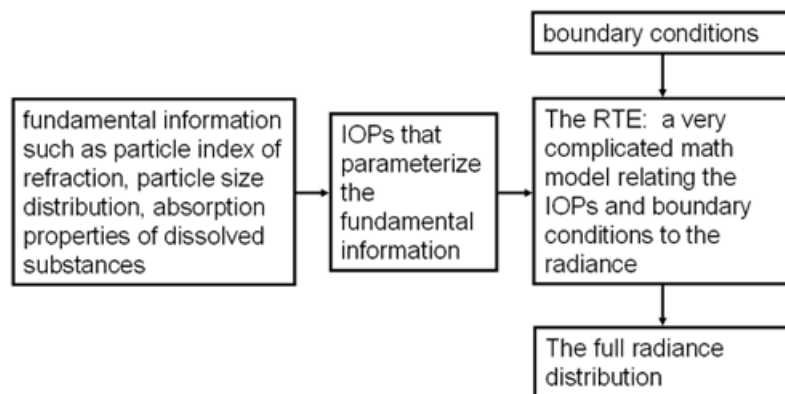 boundary conditions
fundamental information
such as particle index of
refraction, particle size
distribution, absorption
properties of dissolved
substances
IOPs that
parameterize
the
fundamental
information
The RTE: a very
complicated math
model relating the
IOPs and boundary
conditions to the
radiance
The full radiance
distribution